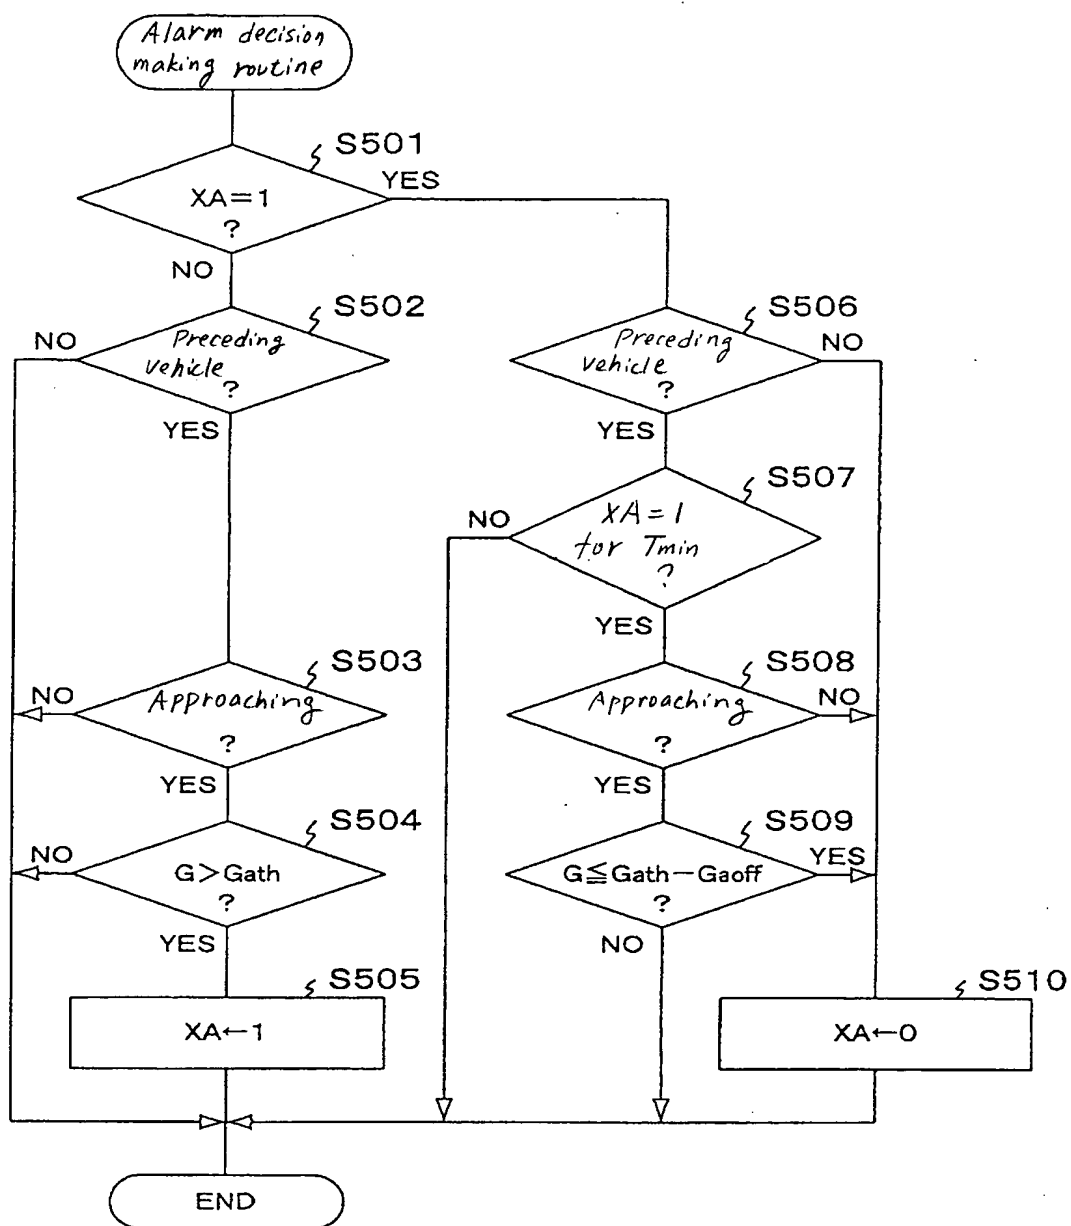 Alarm decision
making routine
S501
XA=1
?
YES
NO
S502
NO
Preceding
vehicle
?
YES
S506
Preceding
vehicle
?
NO
YES
S507
NO
XA=1
for Tmin
?
YES
S503
NO
Approaching
?
YES
S508
Approaching
?
NO
YES
S504
NO
G>Gath
?
YES
S509
G≦Gath−Gaoff
?
YES
NO
S505
XA←1
S510
XA←0
END